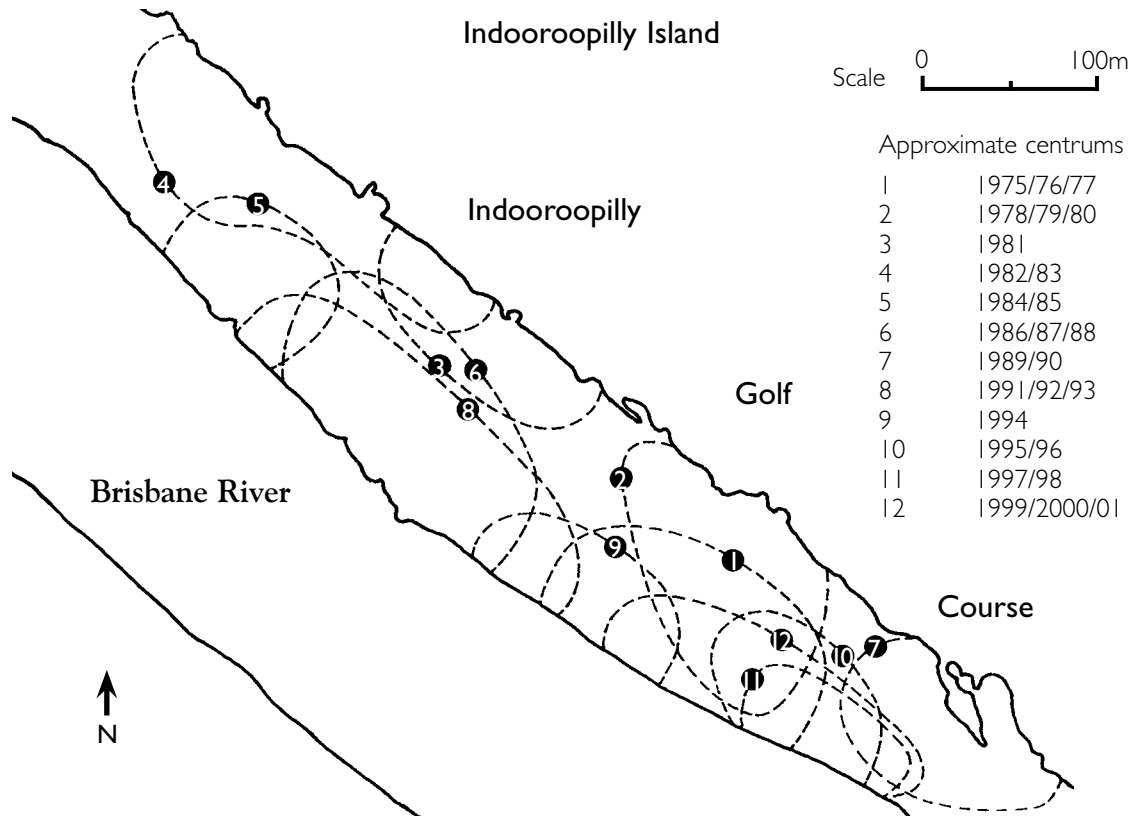 Indooroopilly Island
0 100m
Scale
Approximate centrums
1 1975/76/77
2 1978/79/80
3 1981
4 1982/83
5 1984/85
6 1986/87/88
7 1989/90
8 1991/92/93
9 1994
10 1995/96
11 1997/98
12 1999/2000/01
Indooroopilly
Golf
Course
Brisbane River
N
4
5
3
6
8
2
9
1
12
10
7
11